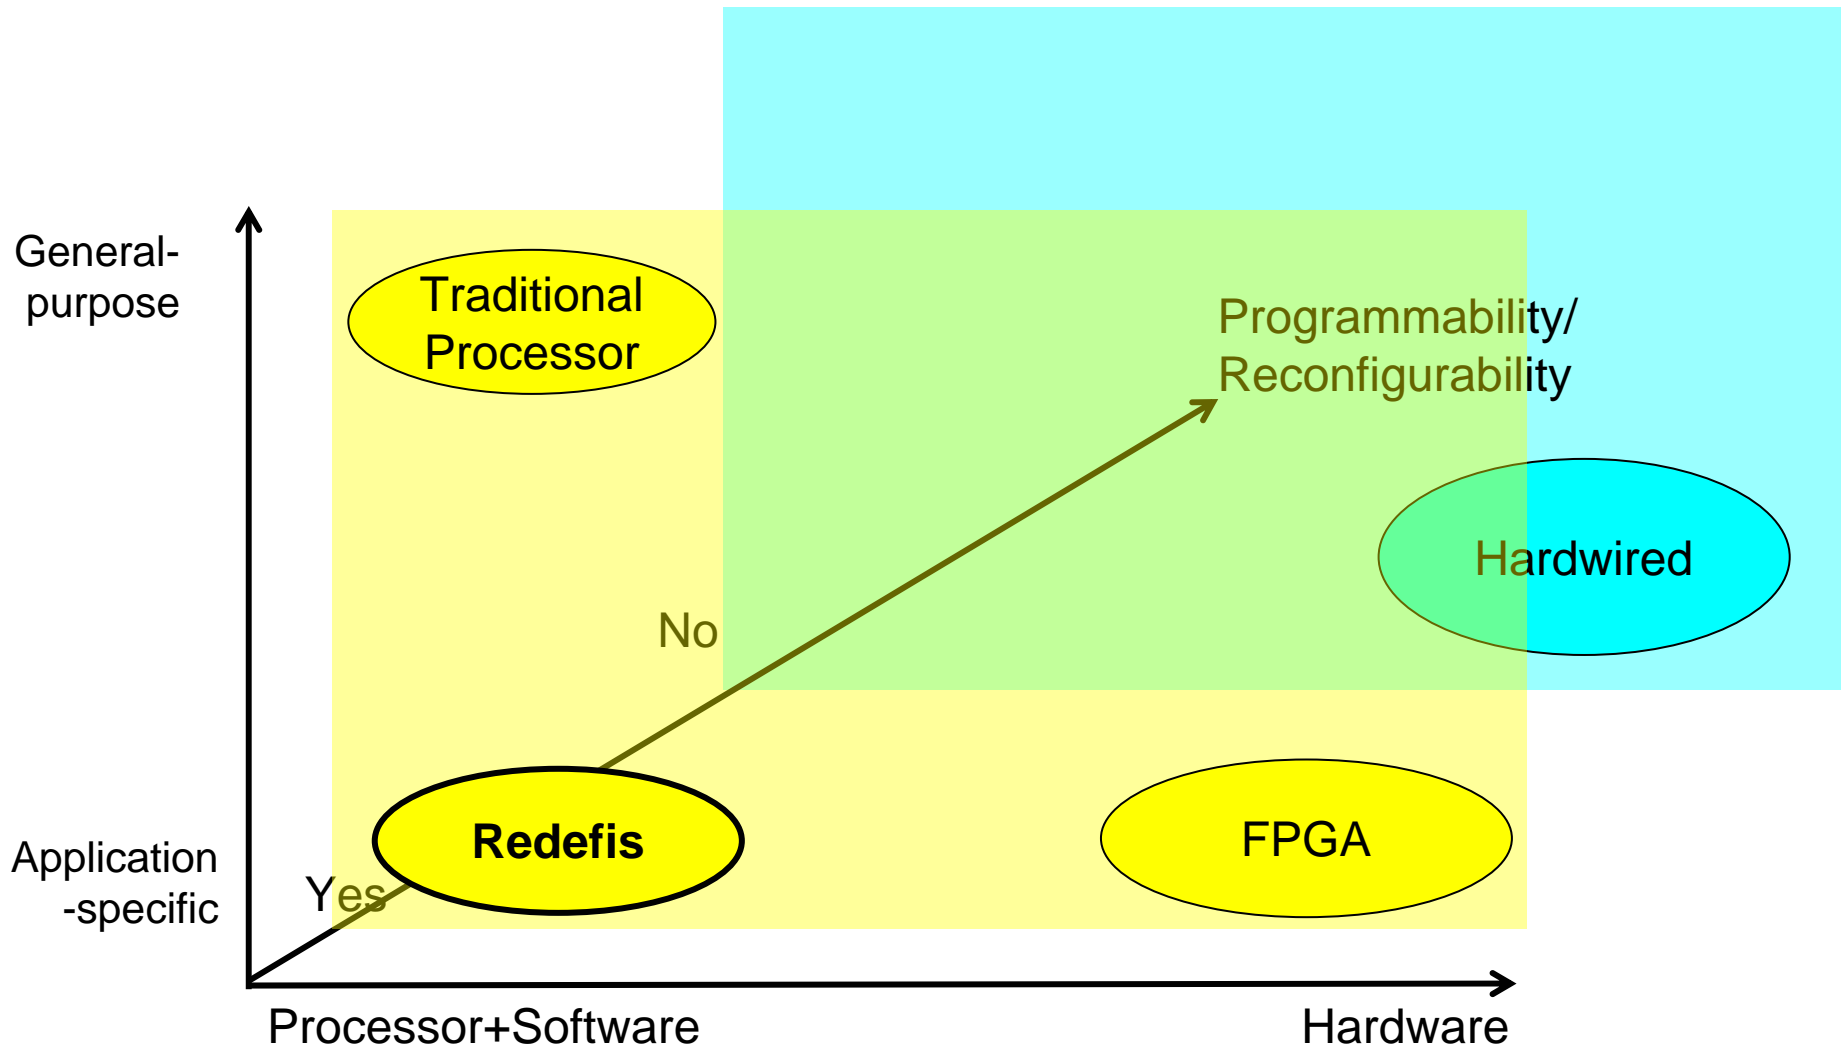 General-
purpose
Traditional
Processor
Programmability/
Reconfigurability
Hardwired
No
Redefis
FPGA
Application
-specific
Yes
Processor+Software
Hardware